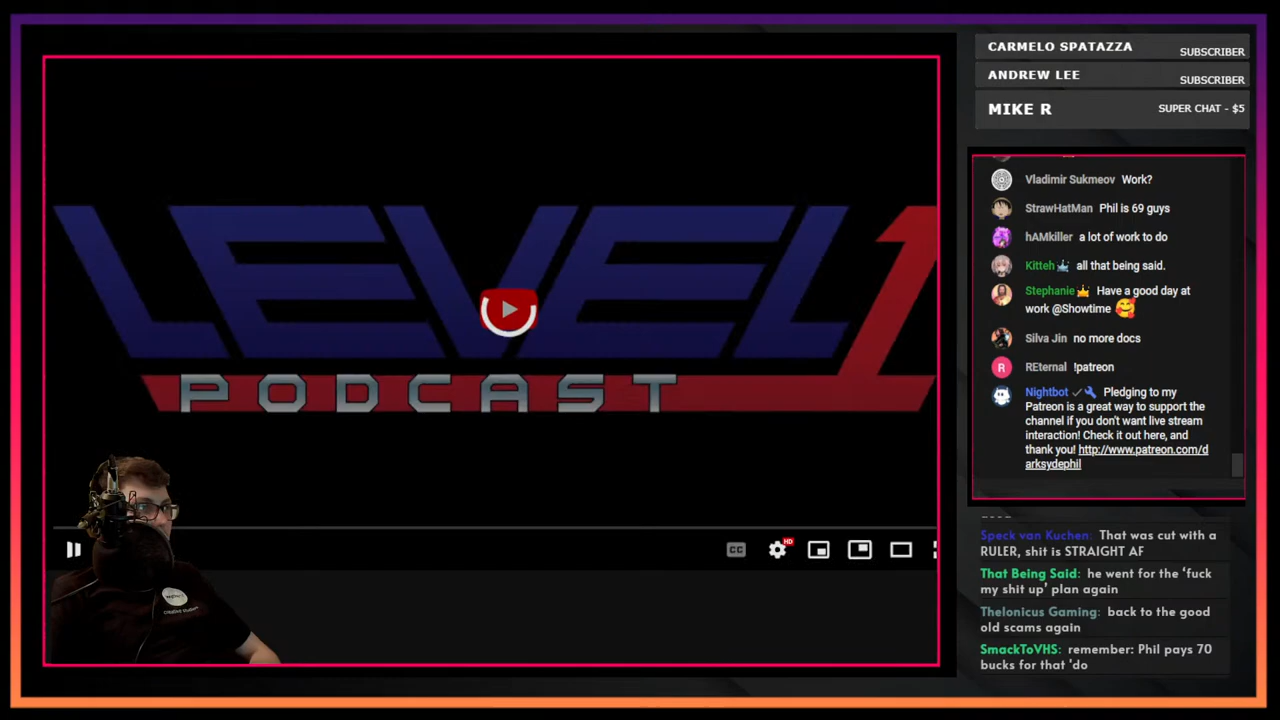 CARMELO SPATAZZA SUBSCRIBER
ANDREW LEE SUBSCRIBER
MIKE R SUPER CHAT - $5
LEVEL1
PODCAST
CC
HD
Vladimir Sukmeov Work?
StrawHatMan Phil is 69 guys
hAMkiller a lot of work to do
Kitteh all that being said.
Stephanie Have a good day at
work @Showtime
Silva Jin no more docs
R REternal !patreon
Nightbot Pledging to my
Patreon is a great way to support the
channel if you don't want live stream
interaction! Check it out here, and
thank you! http://www.patreon.com/d
arksydephil
Speck van Kuchen: That was cut with a
RULER, shit is STRAIGHT AF
That Being Said: he went for the ‘fuck
my shit up’ plan again
Thelonicus Gaming: back to the good
old scams again
SmackToVHS: remember: Phil pays 70
bucks for that 'do